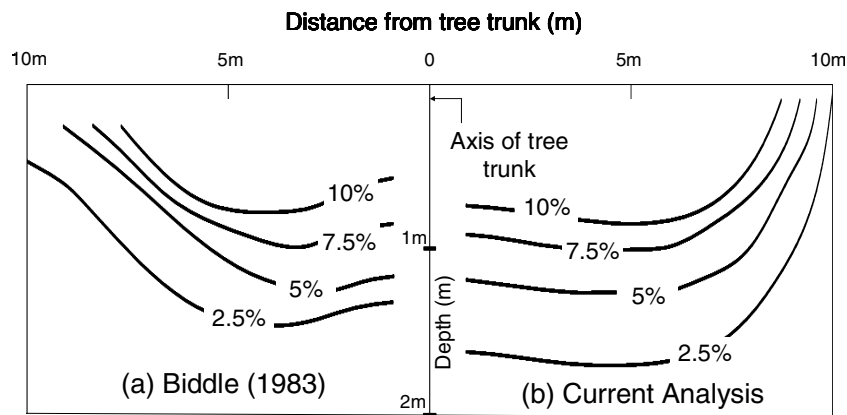 Distance from tree trunk (m)
10m 5m 0 5m 10m
Axis of tree
trunk
10% 10%
7.5% 1m 7.5%
5% 5%
2.5% Depth (m) 2.5%
(a) Biddle (1983) (b) Current Analysis
2m